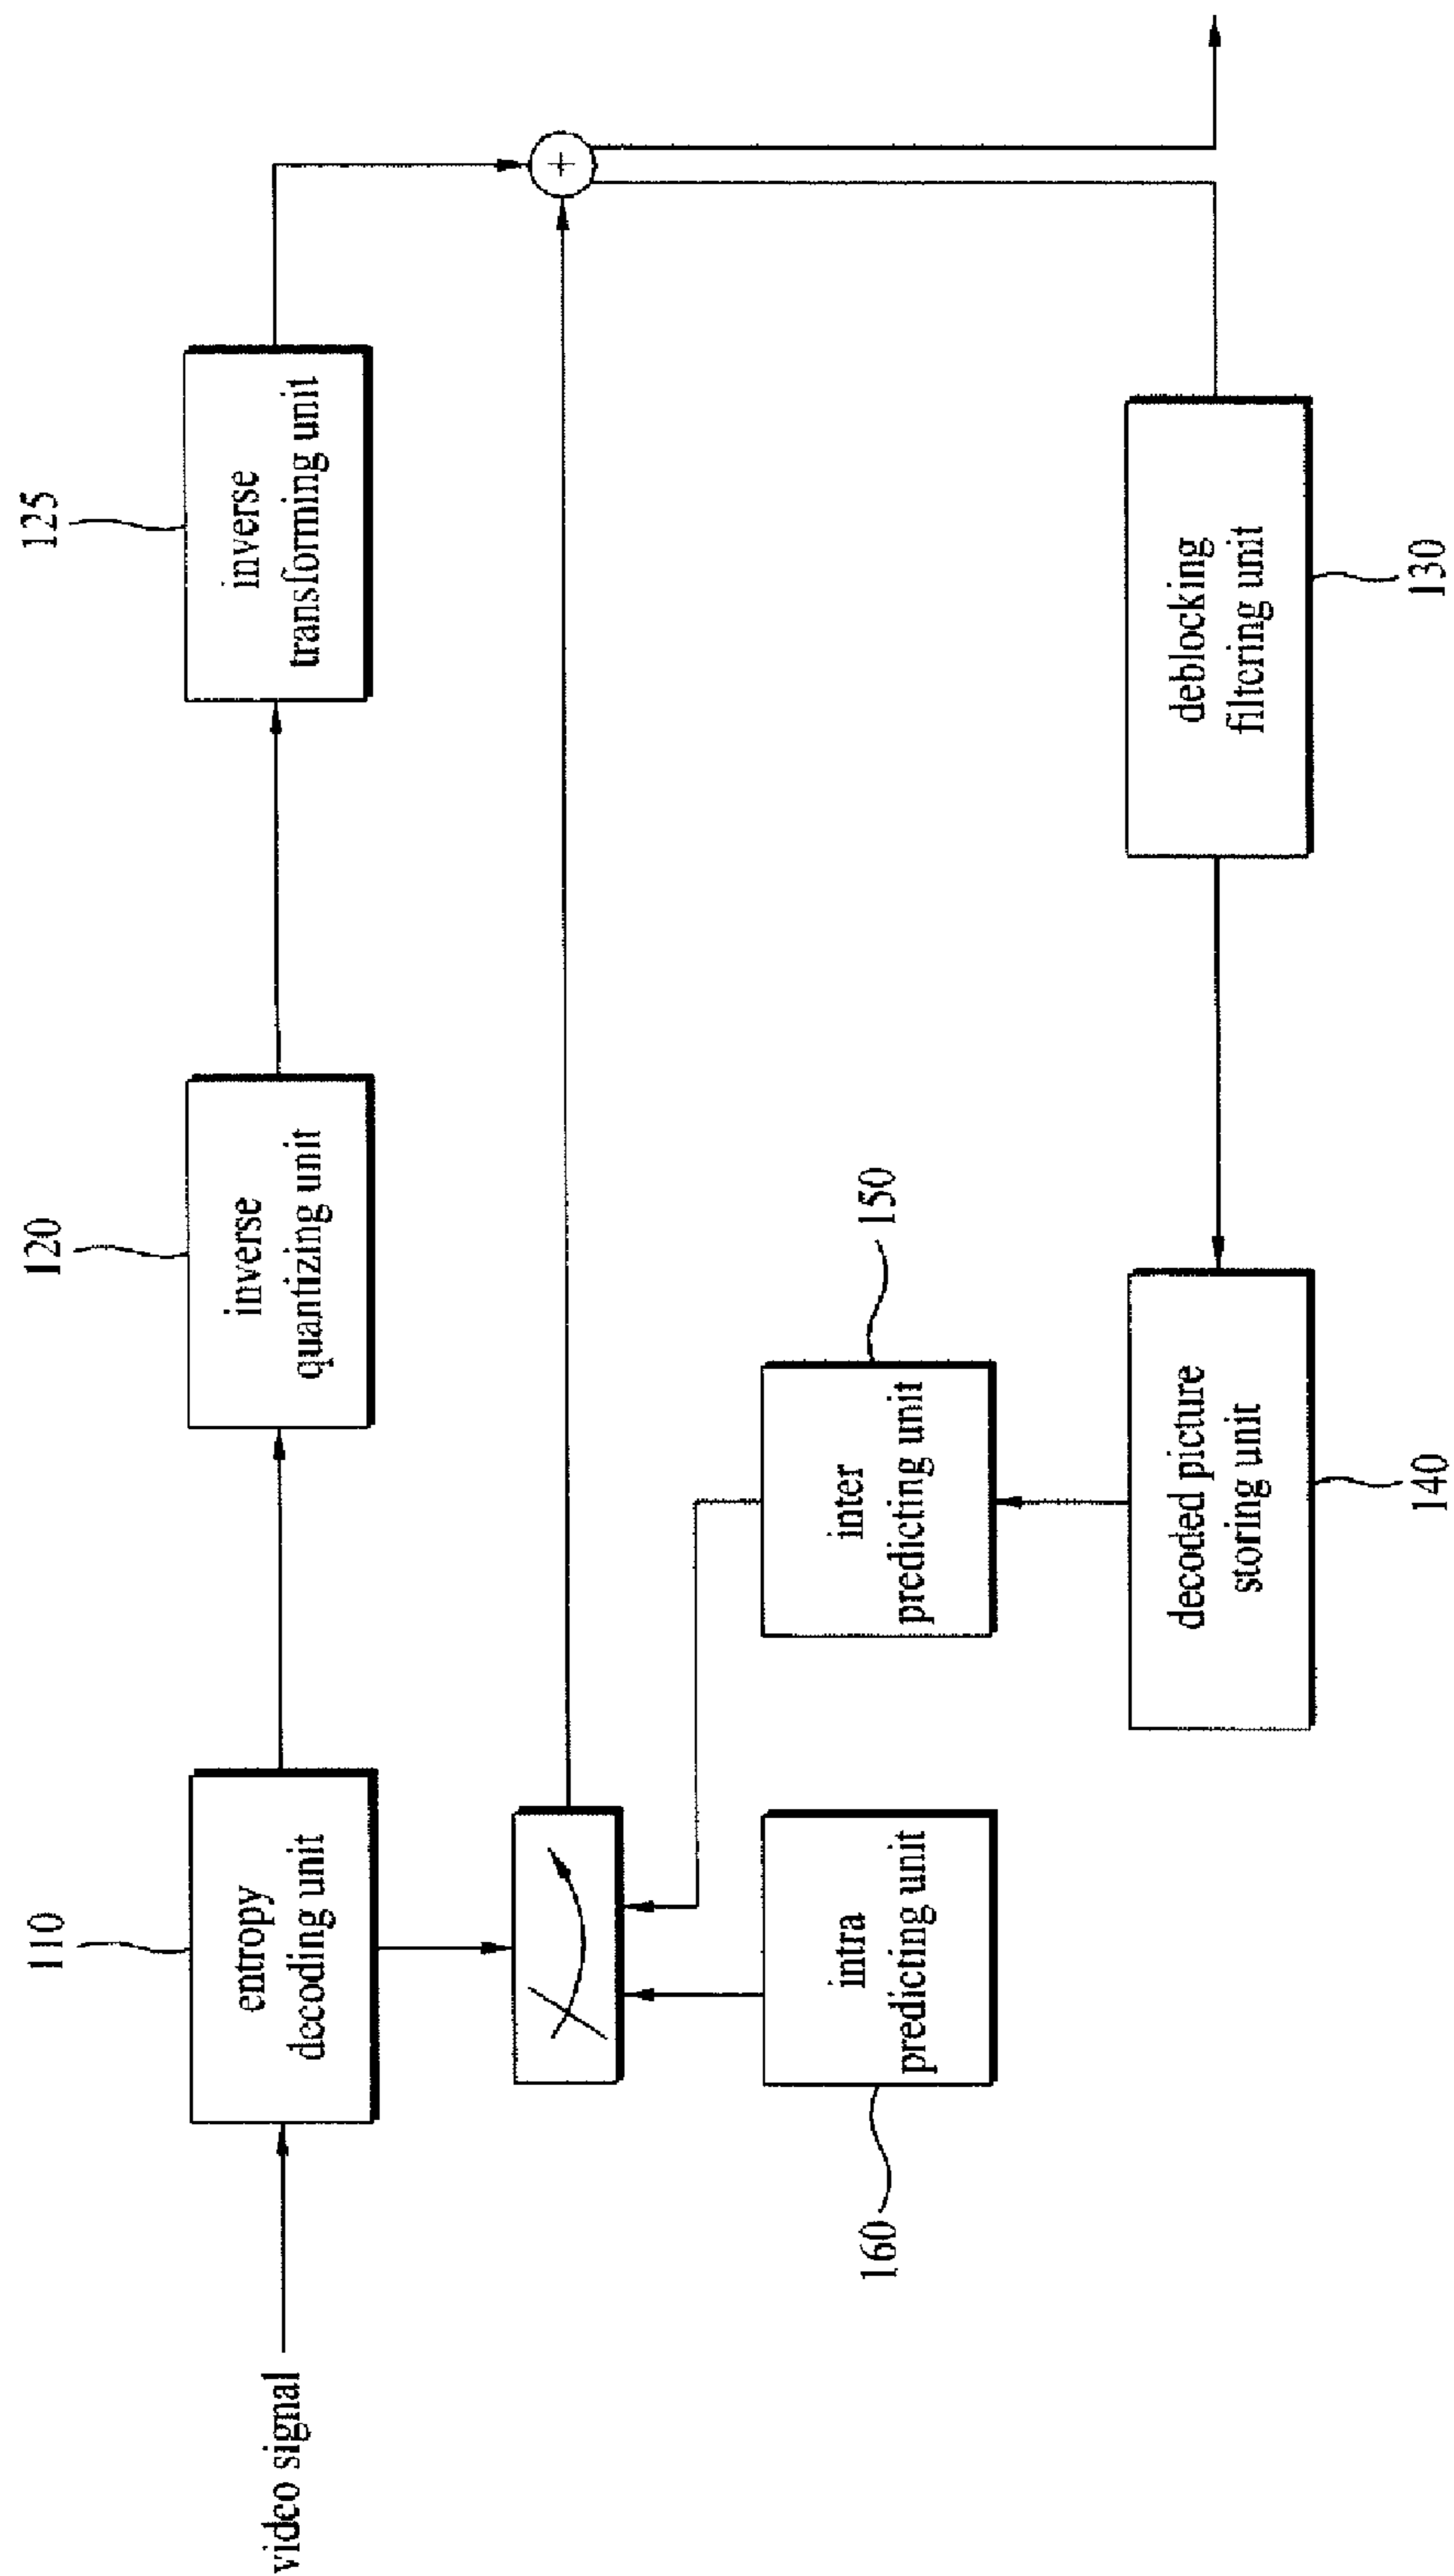 125
120
110
inverse
transforming unit
inverse
quantizing unit
entropy
decoding unit
video signal
+
150
inter
predicting unit
intra
predicting unit
160
deblocking
filtering unit
decoded picture
storing unit
130
140